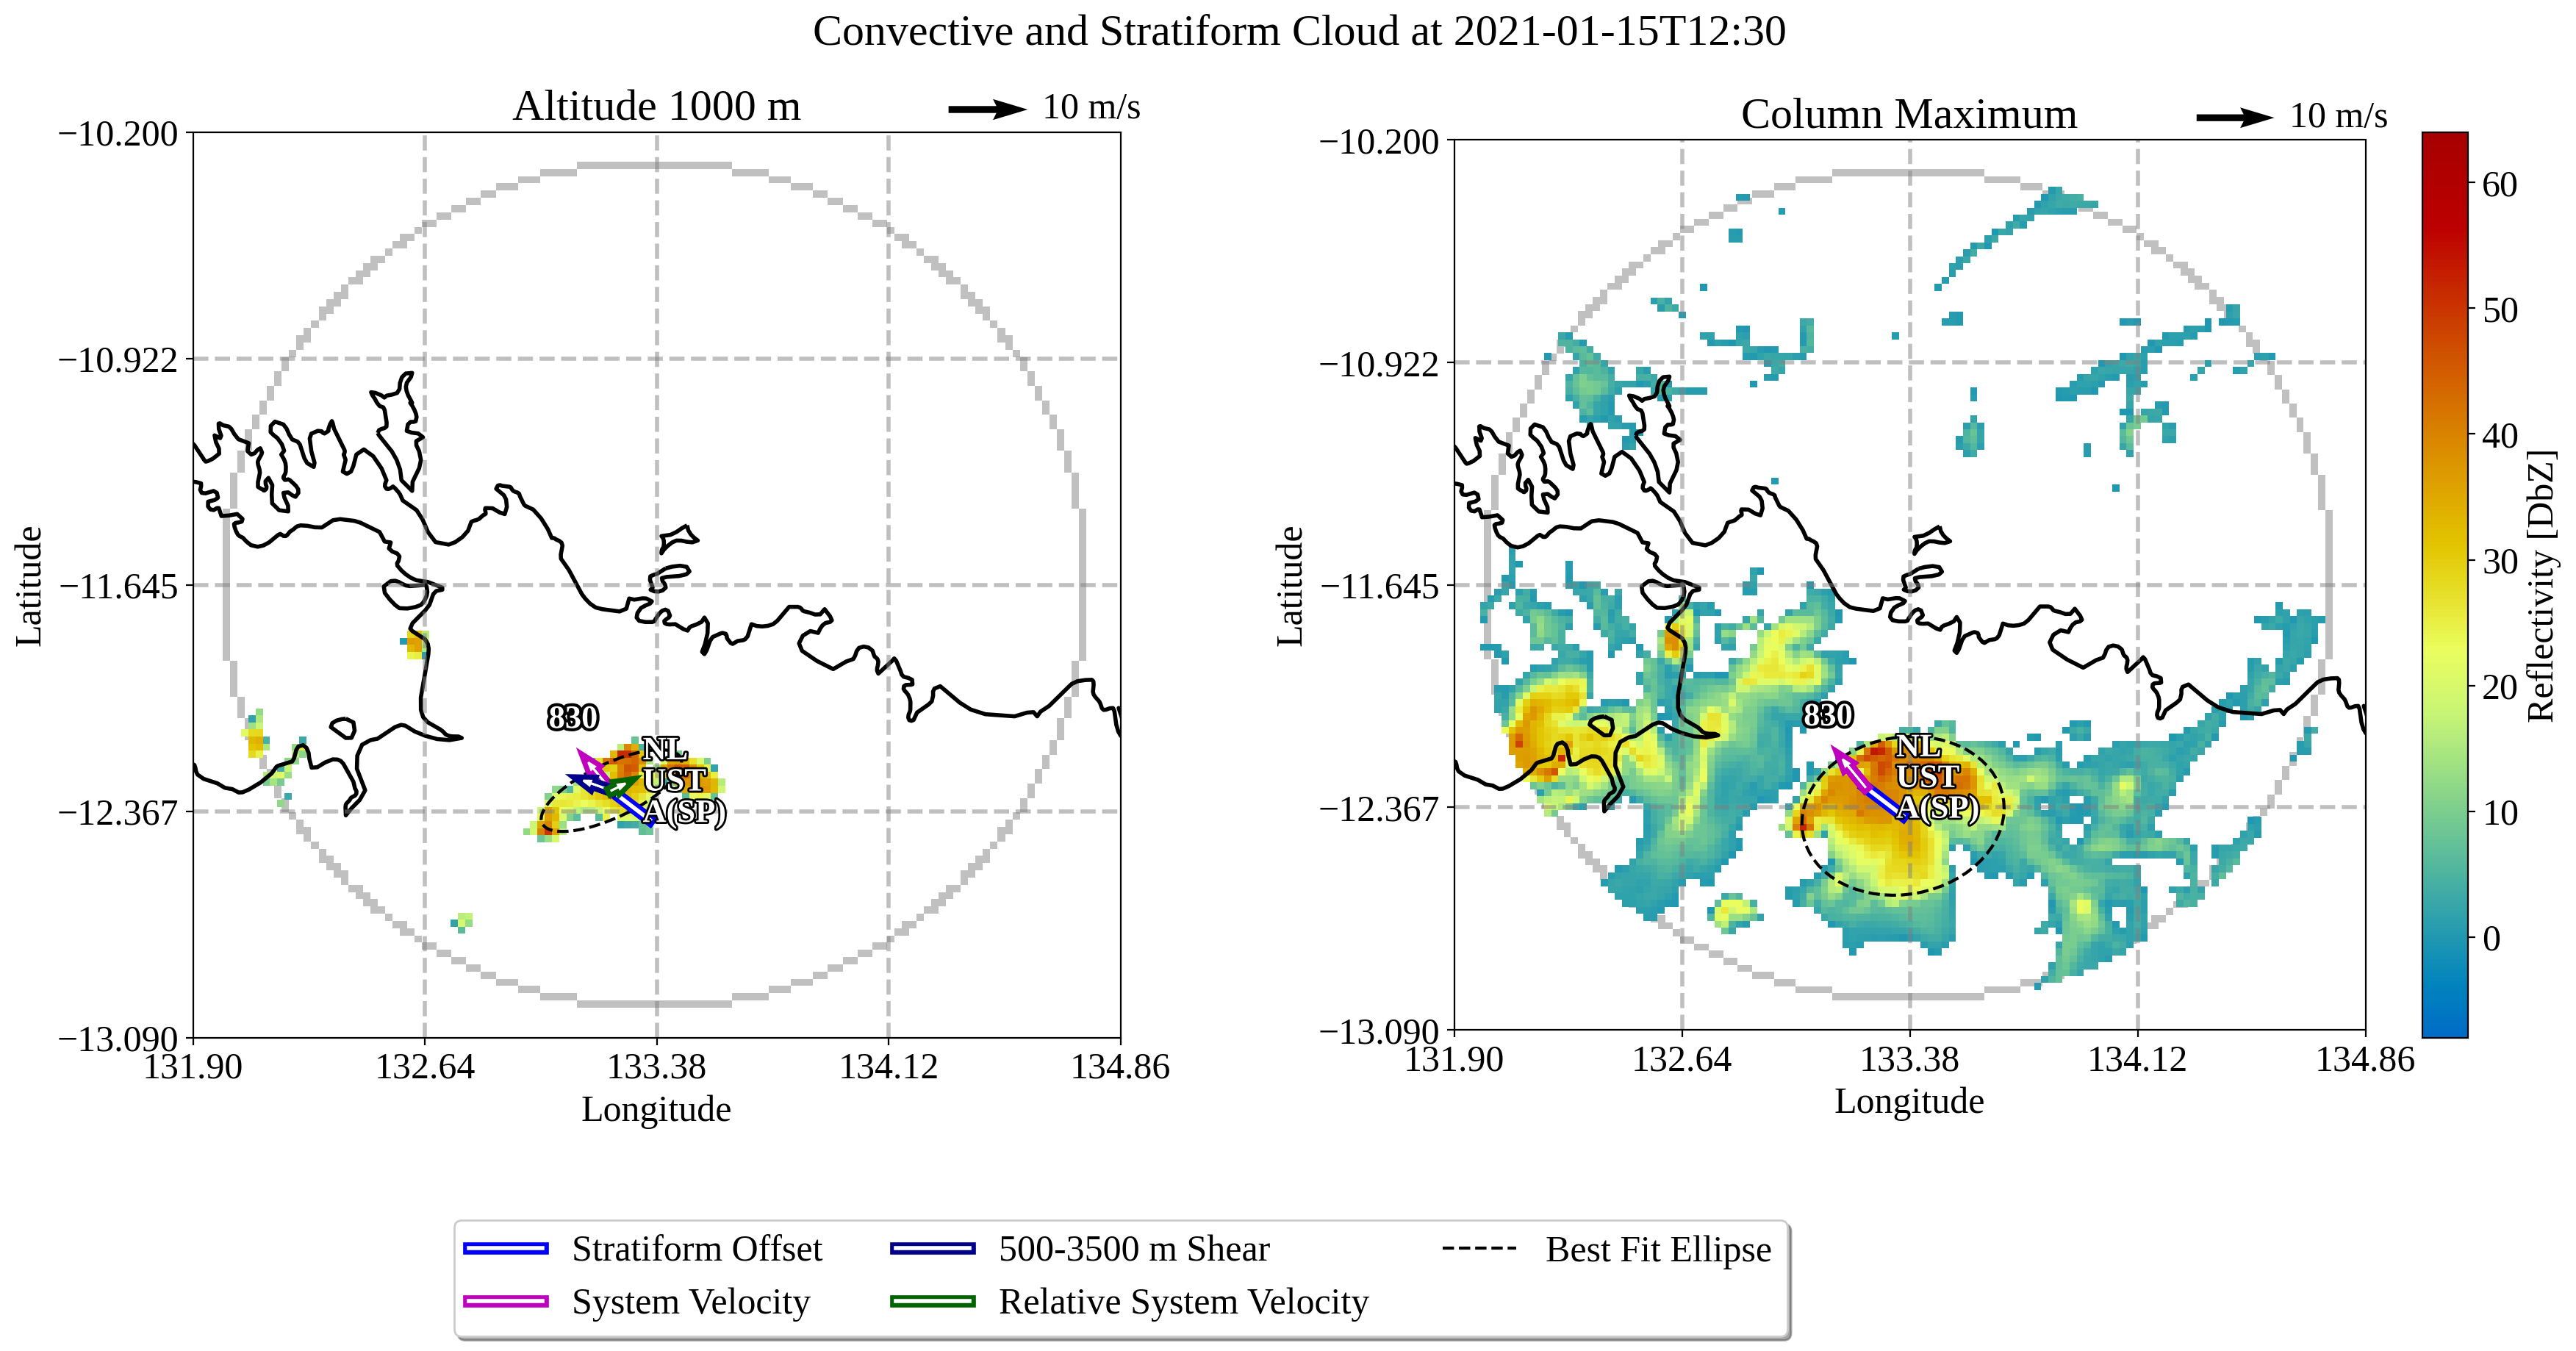 Convective and Stratiform Cloud at 2021-01-15T12:30
Altitude 1000 m
10 m/s
−10.200
−10.922
−11.645
−12.367
−13.090
Latitude
131.90
132.64
133.38
134.12
134.86
Longitude
830
NL
UST
A(SP)
Column Maximum
10 m/s
−10.200
−10.922
−11.645
−12.367
−13.090
Latitude
131.90
132.64
133.38
134.12
134.86
Longitude
830
NL
UST
A(SP)
60
50
40
30
20
10
0
Reflectivity [DbZ]
Stratiform Offset
System Velocity
500-3500 m Shear
Relative System Velocity
Best Fit Ellipse